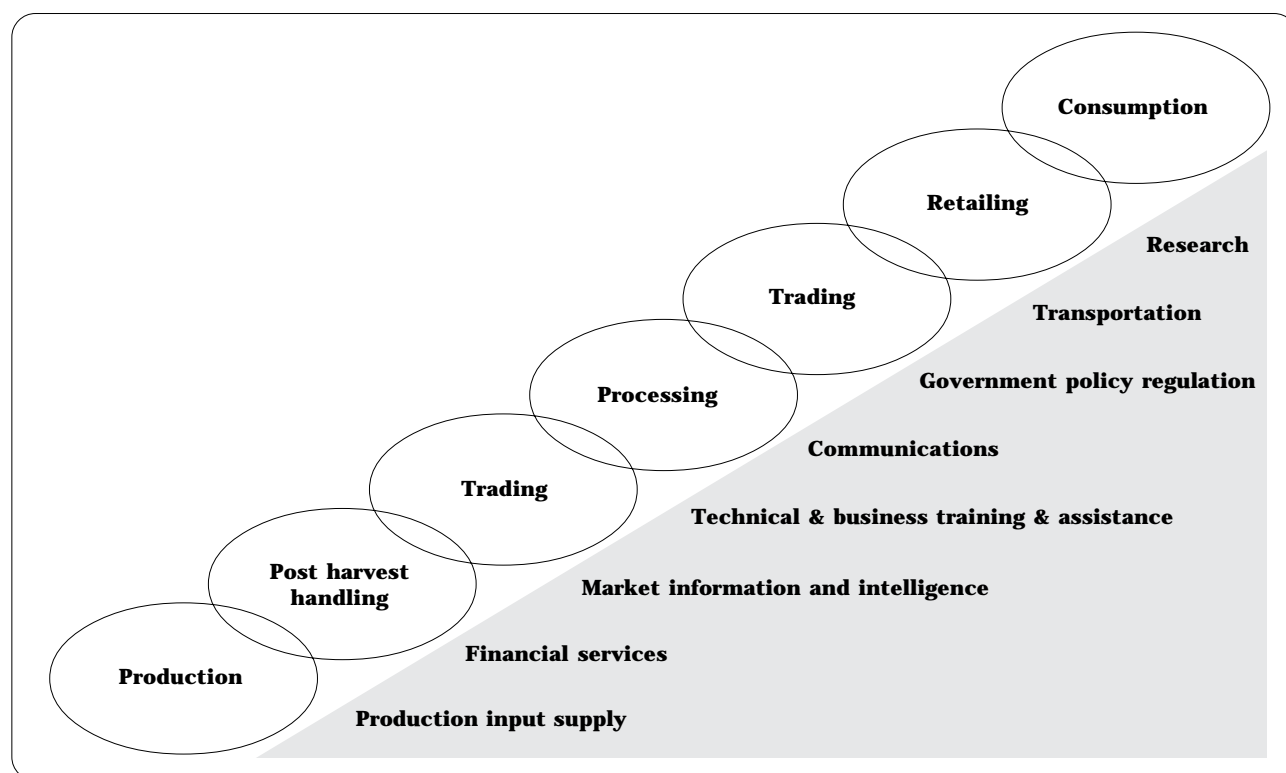 Consumption
Retailing
Research
Trading
Transportation
Government policy regulation
Processing
Communications
Trading
Technical & business training & assistance
Post harvest
handling
Market information and intelligence
Financial services
Production
Production input supply